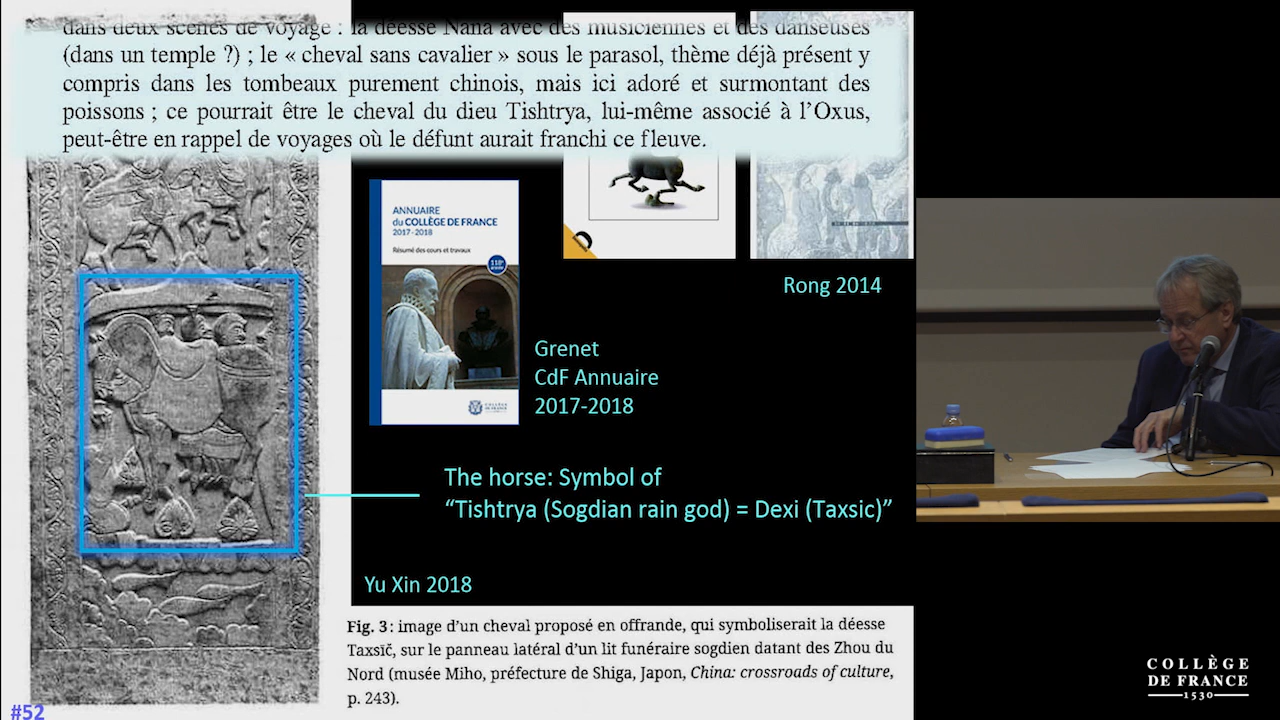 dans deux scènes de voyage : la déesse Nana avec des musiciennes et des danseuses
(dans un temple ?) ; le « cheval sans cavalier » sous le parasol, thème déjà présent y
compris dans les tombeaux purement chinois, mais ici adoré et surmontant des
poissons ; ce pourrait être le cheval du dieu Tishtrya, lui-même associé à l’Oxus,
peut-être en rappel de voyages où le défunt aurait franchi ce fleuve.
ANNUAIRE
du COLLÈGE DE FRANCE
2017-2018
Résumé des cours et travaux
118e
année
COLLÈGE
DE FRANCE
Rong 2014
Grenet
CdF Annuaire
2017-2018
The horse: Symbol of
“Tishtrya (Sogdian rain god) = Dexi (Taxsic)”
Yu Xin 2018
Fig. 3 : image d’un cheval proposé en offrande, qui symboliserait la déesse
Taxsič, sur le panneau latéral d’un lit funéraire sogdien datant des Zhou du
Nord (musée Miho, préfecture de Shiga, Japon, China: crossroads of culture,
p. 243).
#52
COLLÈGE
DE FRANCE
1530